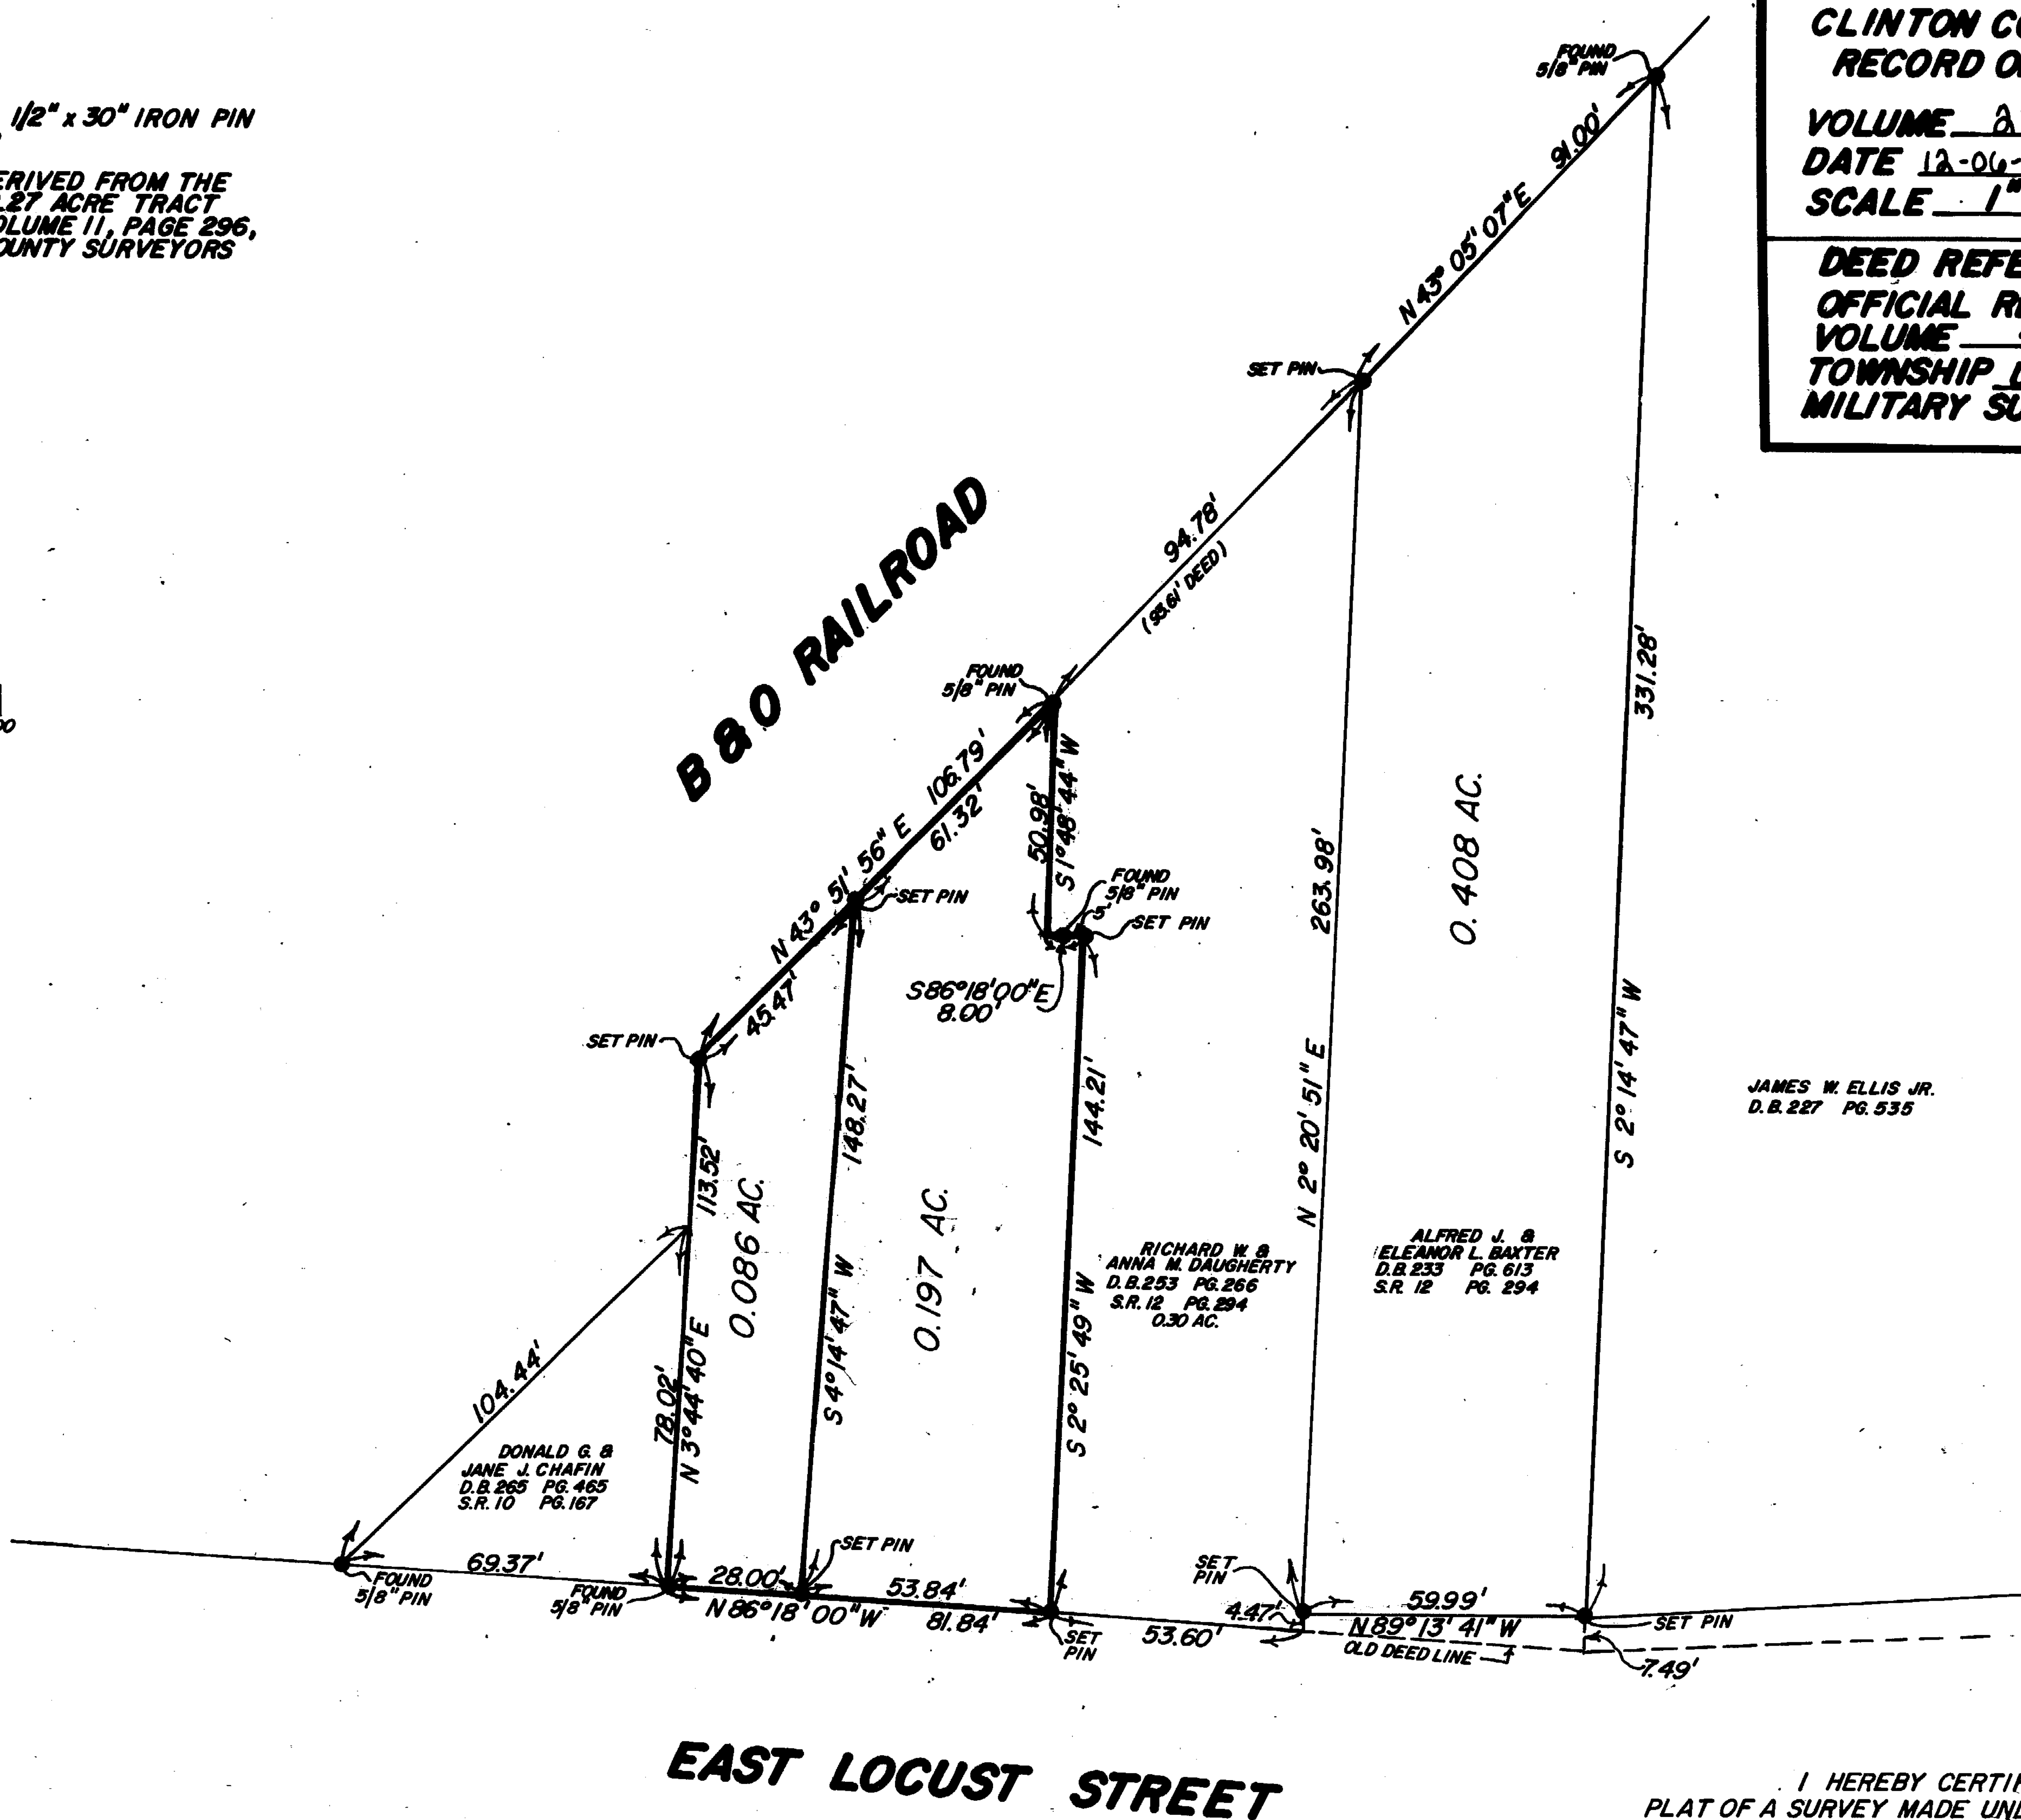 1/2" x 30" IRON PIN
FROM THE
ACRE TRACT
11, PAGE 296,
SURVEYORS
CLINTON
RECORD
VOLUME
DATE 12-06-
SCALE 1"
DEED
OFFICIAL
VOLUME
TOWNSHIP
MILITARY
FOUND
5/8" PIN
91.00'
N 43° 05' 07" E
SET PIN
94.78'
(93.61' DEED)
B & O RAILROAD
331.28'
S 2° 14' 47" W
FOUND
5/8" PIN
106.79'
61.32'
N 43° 51' 56" E
45.47'
50.98'
S 1° 48' 44" W
SET PIN
FOUND
5/8" PIN
5'
SET PIN
S 86° 18' 00" E
8.00'
263.98'
N 2° 20' 51" E
0.408 AC.
SET PIN
148.27'
S 4° 14' 47" W
144.21'
S 2° 25' 49" W
113.52'
78.02'
N 3° 44' 40" E
0.086 AC.
0.197 AC.
JAMES W. ELLIS JR.
D.B. 227 PG. 535
RICHARD W. &
ANNA M. DAUGHERTY
D.B. 253 PG. 266
S.R. 12 PG. 294
0.30 AC.
ALFRED J. &
ELEANOR L. BAXTER
D.B. 233 PG. 613
S.R. 12 PG. 294
104.44'
DONALD G. &
JANE J. CHAFIN
D.B. 265 PG. 465
S.R. 10 PG. 167
FOUND
5/8" PIN
69.37'
FOUND
5/8" PIN
28.00'
SET PIN
53.84'
N 86° 18' 00" W
81.84'
SET
PIN
53.60'
SET
PIN
4.47'
59.99'
N 89° 13' 41" W
OLD DEED LINE
SET PIN
7.49'
EAST LOCUST STREET
I HEREBY
PLAT OF A SURVEY MADE